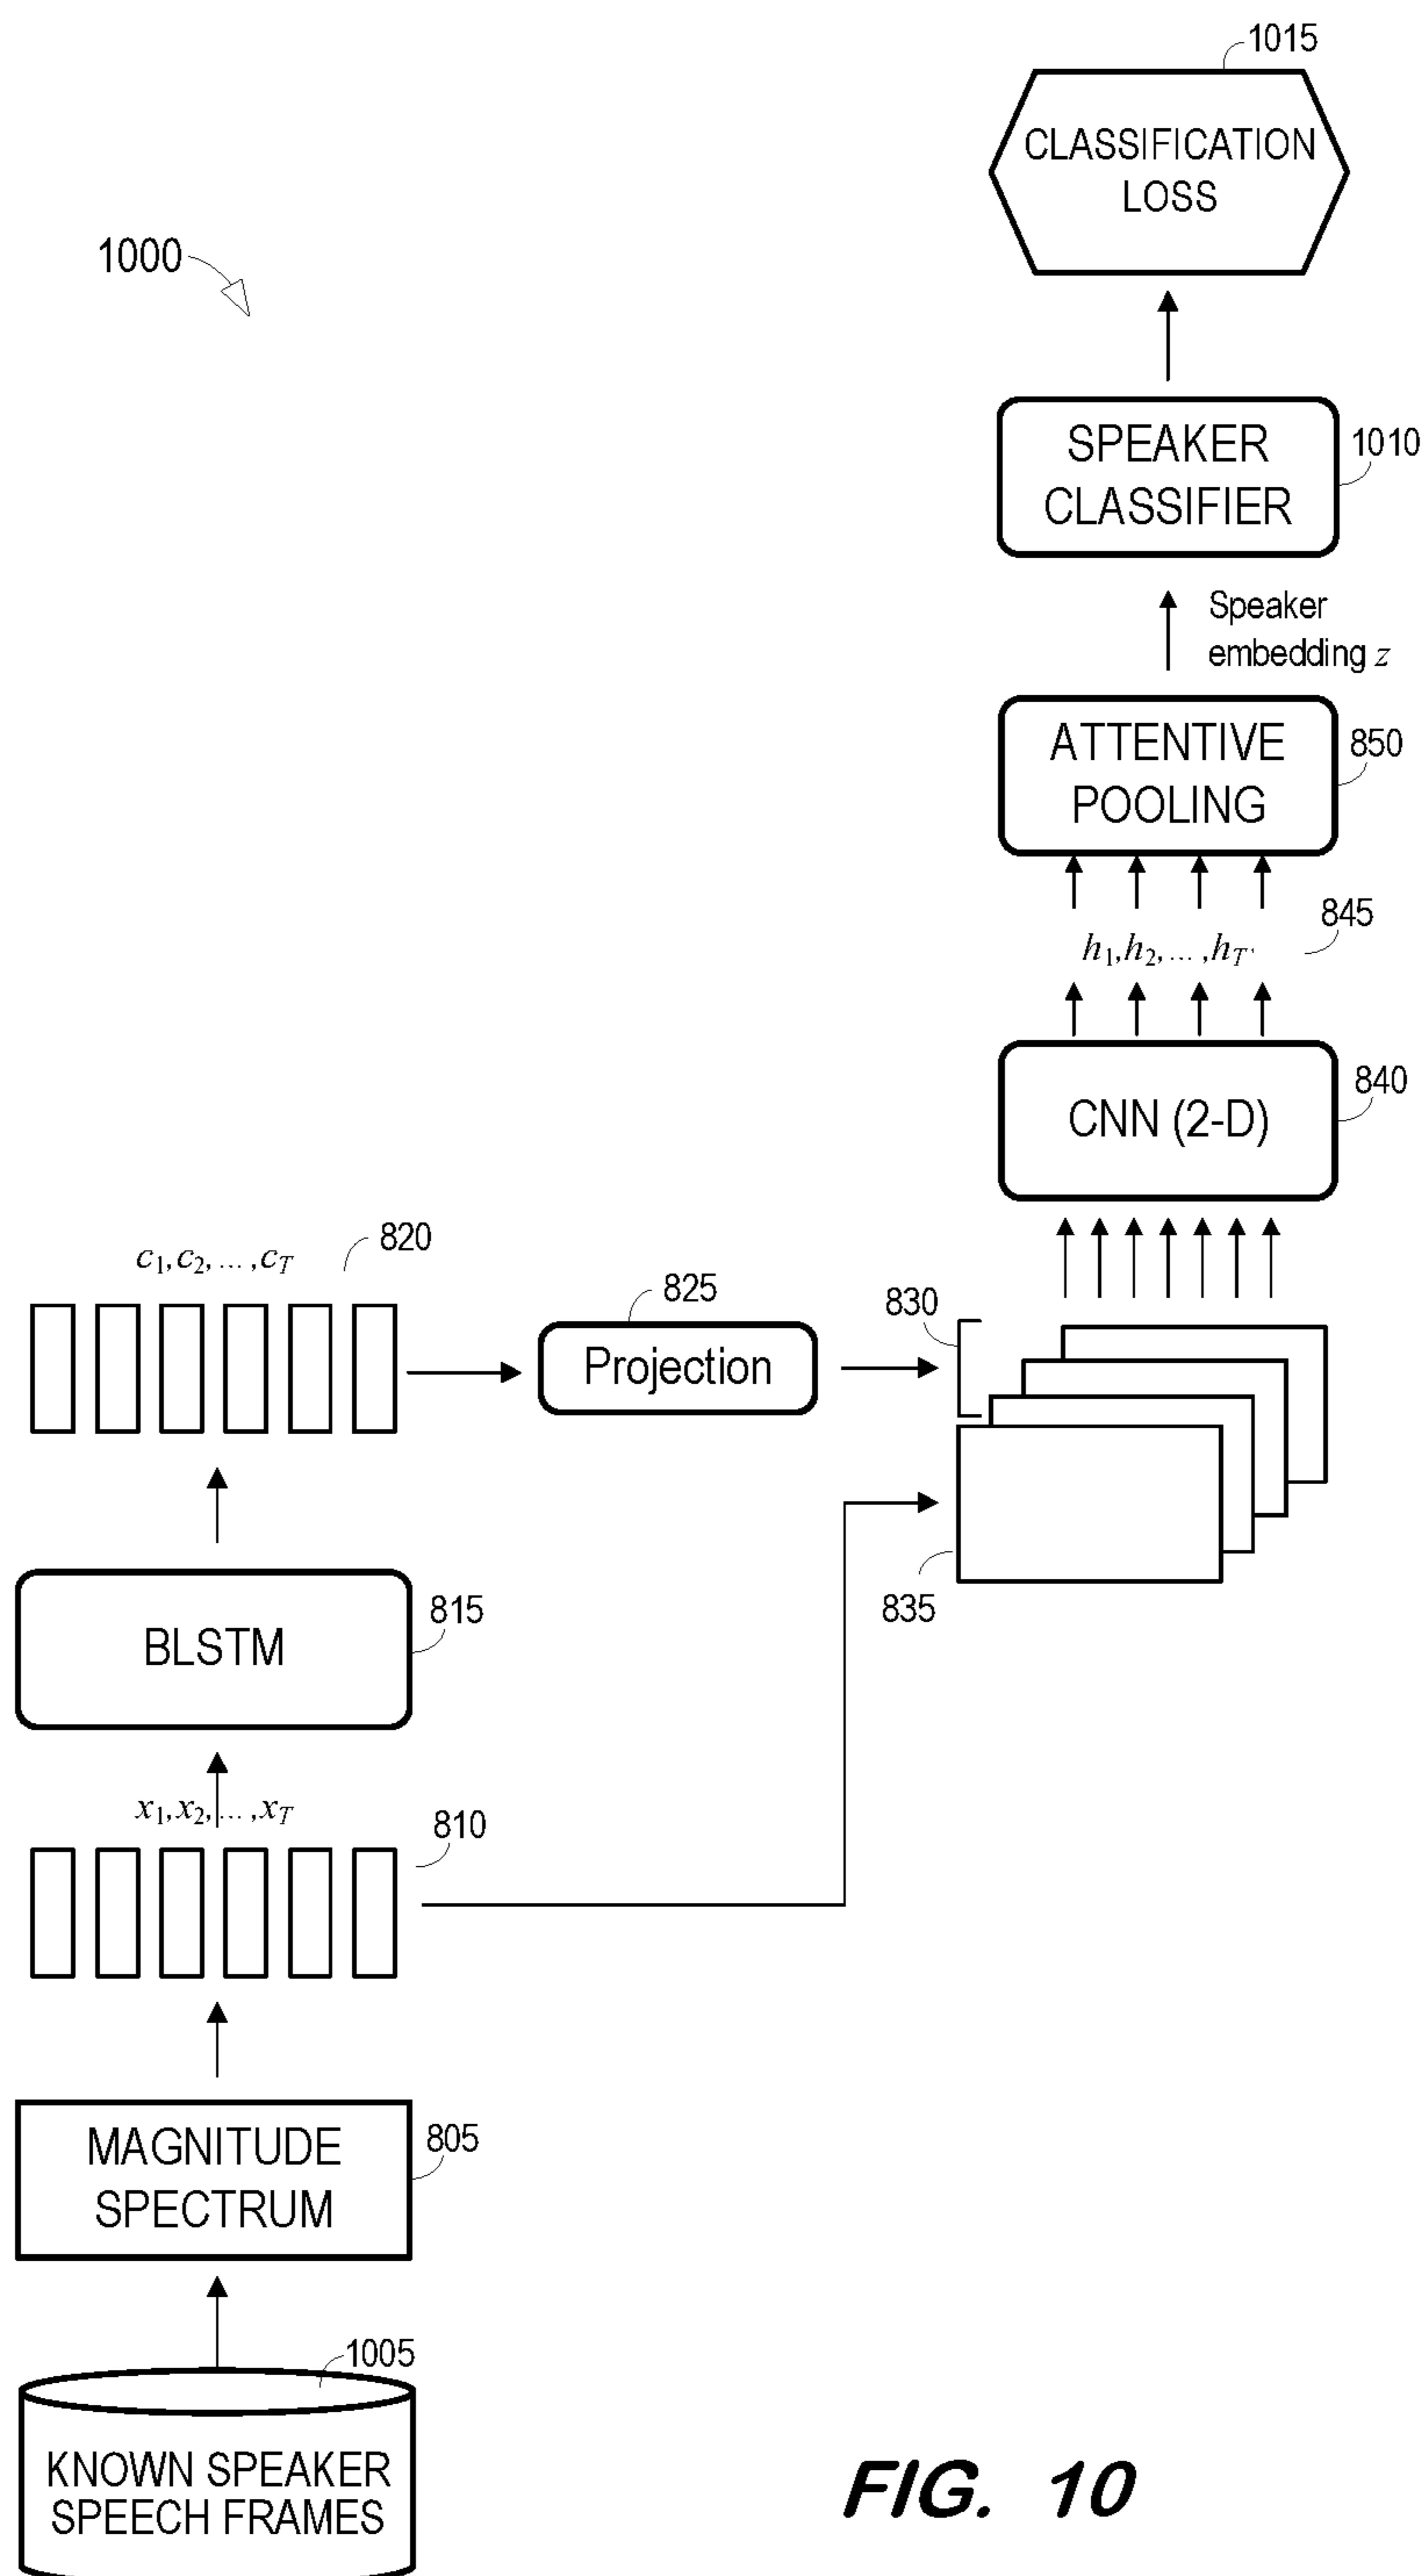 1015
CLASSIFICATION
LOSS
1000
SPEAKER
CLASSIFIER
1010
Speaker
embedding z
ATTENTIVE
POOLING
850
845
h1,h2,... ,hT'
CNN (2-D)
840
820
c1,c2,... ,cT
825
Projection
830
835
BLSTM
815
x1,x2,... ,xT
810
MAGNITUDE
SPECTRUM
805
1005
KNOWN SPEAKER
SPEECH FRAMES
FIG. 10